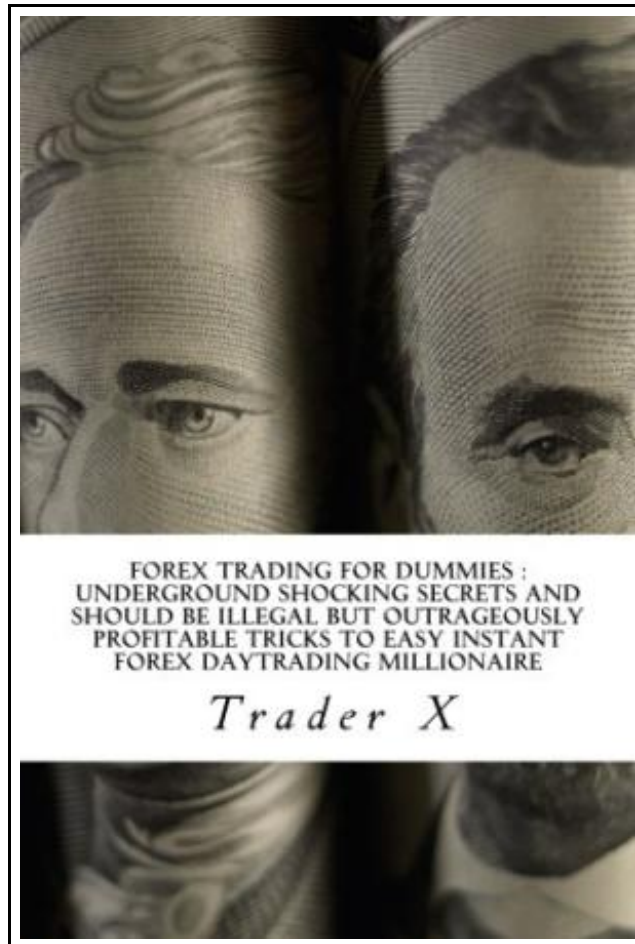 FOREX TRADING FOR DUMMIES :
UNDERGROUND SHOCKING SECRETS AND
SHOULD BE ILLEGAL BUT OUTRAGEOUSLY
PROFITABLE TRICKS TO EASY INSTANT
FOREX DAYTRADING MILLIONAIRE
Trader X